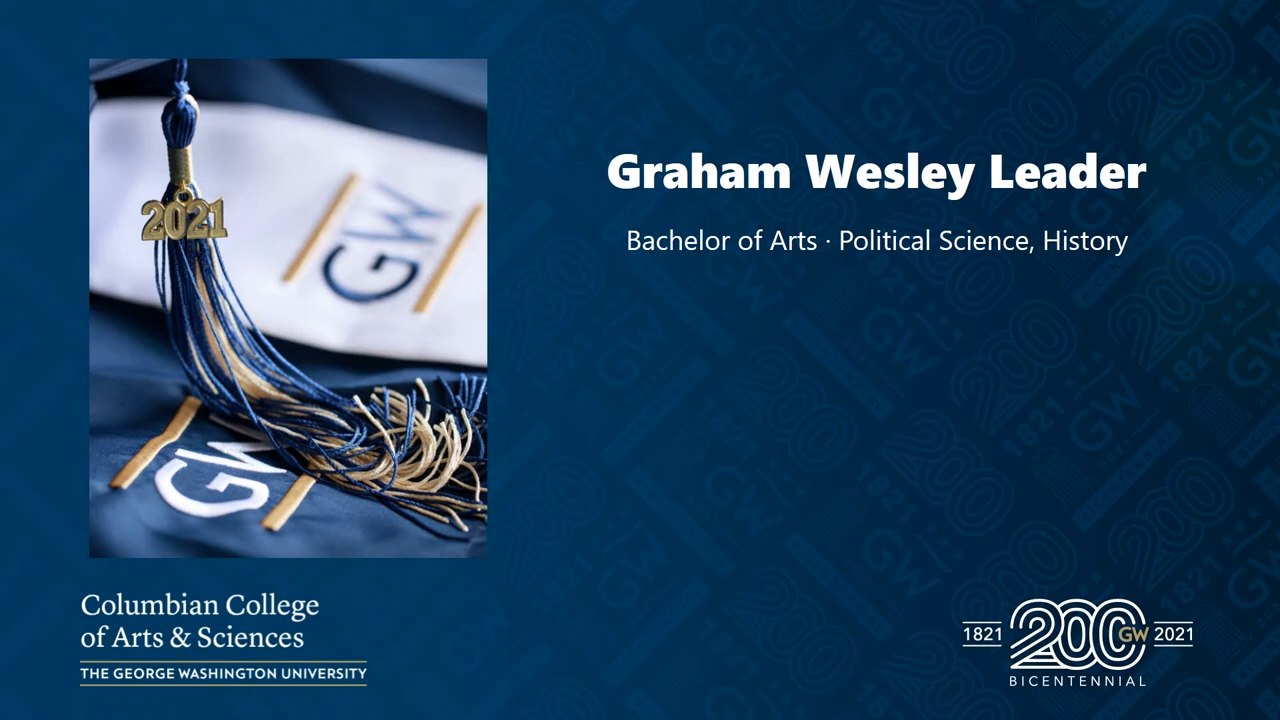 2021
GW
GW
Graham Wesley Leader
Bachelor of Arts · Political Science, History
Columbian College
of Arts & Sciences
THE GEORGE WASHINGTON UNIVERSITY
1821 200 GW 2021
BICENTENNIAL